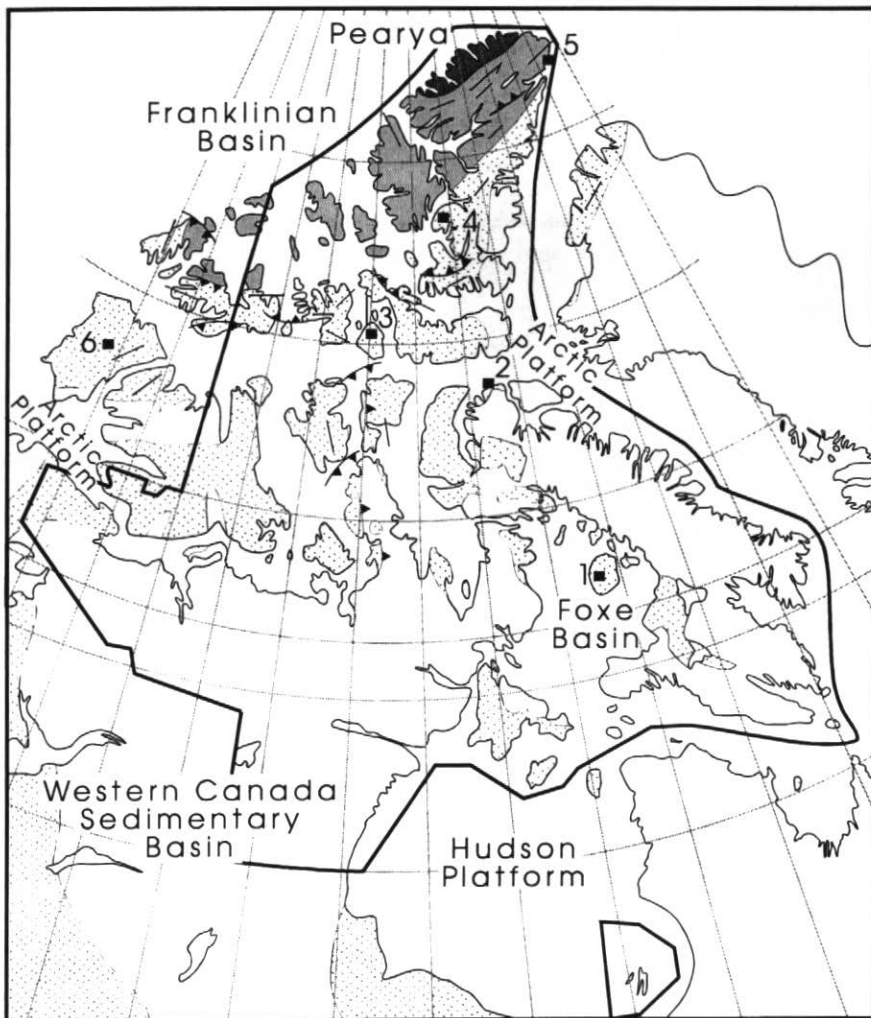 Pearya
5
Franklinian
Basin
4
3
6
2
Arctic
Platform
Arctic
Platform
1
Foxe
Basin
Western Canada
Sedimentary
Basin
Hudson
Platform